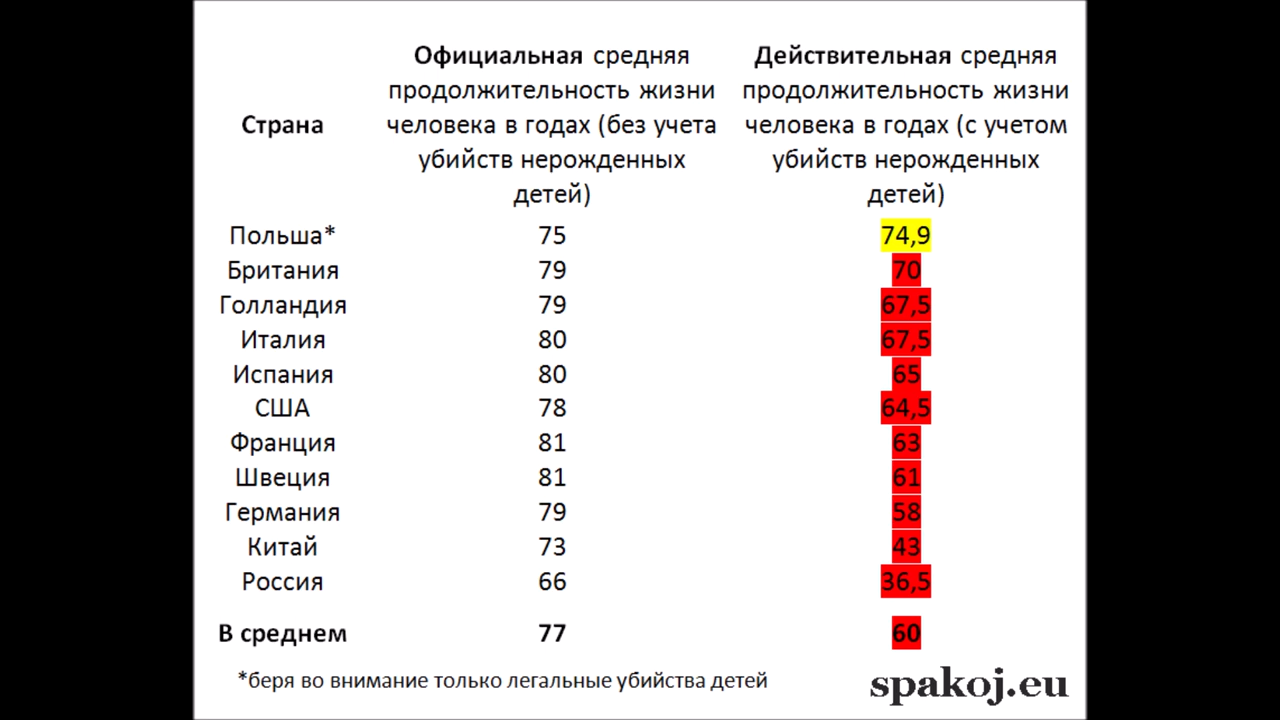 Страна
Официальная средняя
продолжительность жизни
человека в годах (без учета
убийств нерожденных
детей)
Действительная средняя
продолжительность жизни
человека в годах (с учетом
убийств нерожденных
детей)
Польша* 75 74,9
Британия 79 70
Голландия 79 67,5
Италия 80 67,5
Испания 80 65
США 78 64,5
Франция 81 63
Швеция 81 61
Германия 79 58
Китай 73 43
Россия 66 36,5
В среднем 77 60
*беря во внимание только легальные убийства детей
spakoj.eu